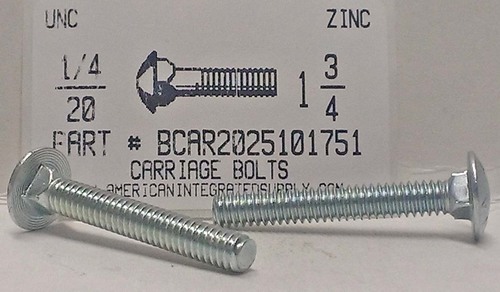 UNC ZINC
1/4
20
1 3/4
PART # BCAR2025101751
CARRIAGE BOLTS
AMERICANINTEGRATEDSUPPLY.COM